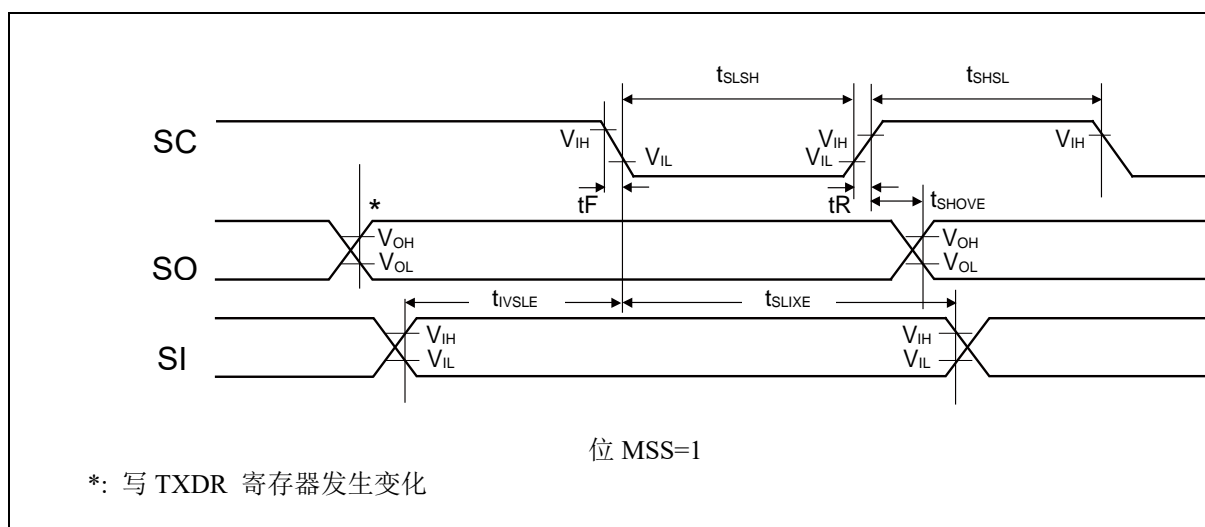 tSLSH tSHSL
SC VIH VIL VIH VIL VIH
tF tR tSHOVE
*
SO VOH VOL VOH VOL
tIVSLE tSLIXE
SI VIH VIL VIH VIL
位 MSS=1
*: 写 TXDR 寄存器发生变化